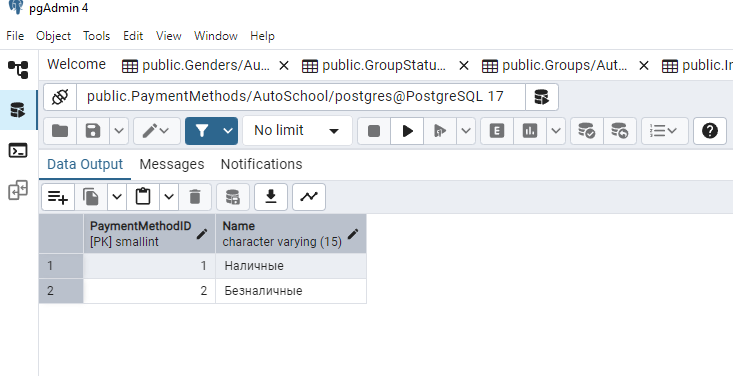 pgAdmin 4
File Object Tools Edit View Window Help
Welcome public.Genders/Au... public.GroupStatu... public.Groups/Aut... public.In
public.PaymentMethods/AutoSchool/postgres@PostgreSQL 17
No limit E
Data Output Messages Notifications
PaymentMethodID Name
[PK] smallint character varying (15)
1 1 Наличные
2 2 Безналичные